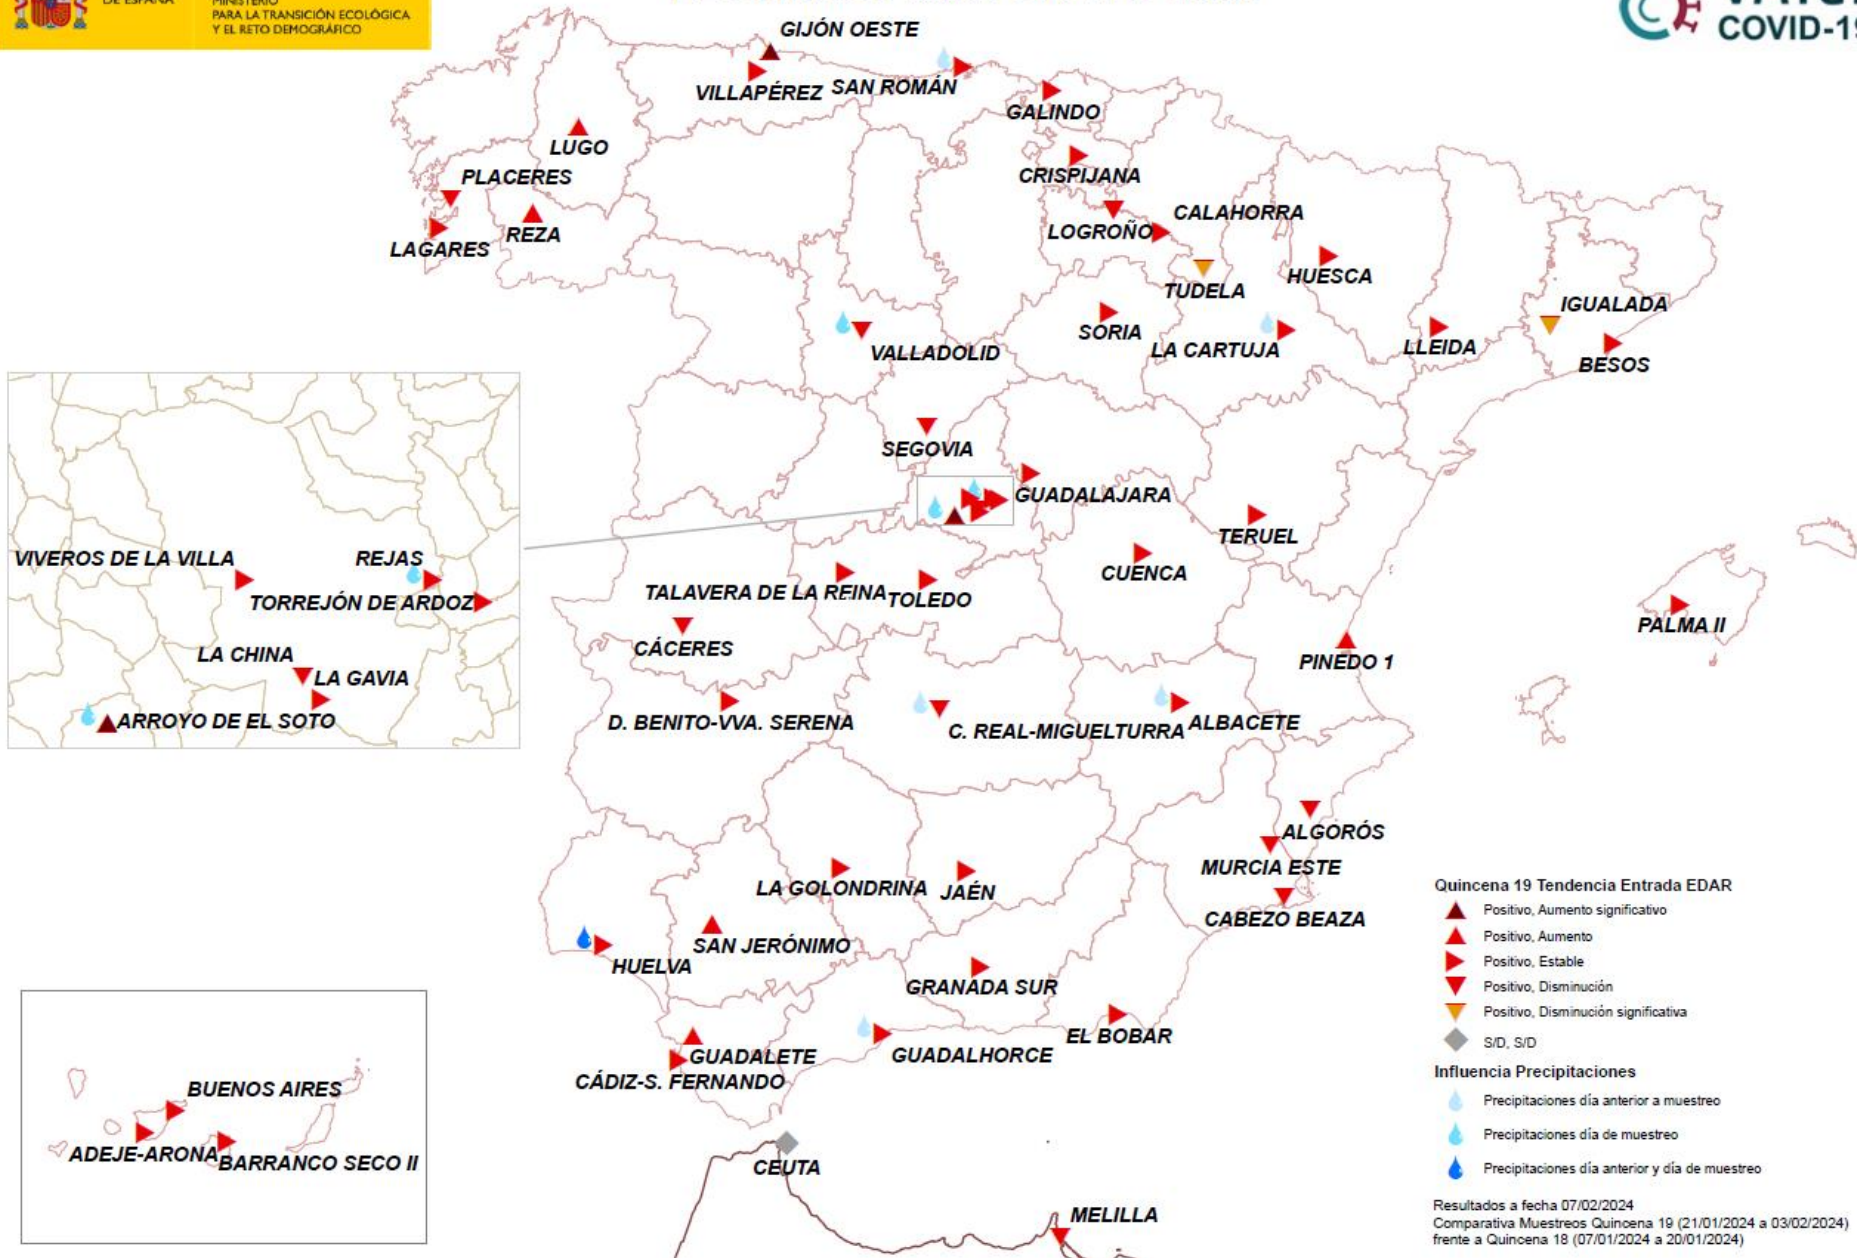 DE ESPAÑA
MINISTERIO
PARA LA TRANSICIÓN ECOLÓGICA
Y EL RETO DEMOGRÁFICO
COVID-19
GIJÓN OESTE
VILLAPÉREZ
SAN ROMÁN
GALINDO
LUGO
CRISPIJANA
PLACERES
CALAHORRA
LOGROÑO
REZA
LAGARES
HUESCA
TUDELA
IGUALADA
SORIA
LA CARTUJA
LLEIDA
VALLADOLID
BESOS
SEGOVIA
GUADALAJARA
TERUEL
VIVEROS DE LA VILLA
REJAS
CUENCA
TALAVERA DE LA REINA
TOLEDO
TORREJÓN DE ARDOZ
PALMA II
CÁCERES
LA CHINA
PINEDO 1
LA GAVIA
ARROYO DE EL SOTO
D. BENITO-VVA. SERENA
C. REAL-MIGUELTURRA
ALBACETE
ALGORÓS
MURCIA ESTE
LA GOLONDRINA
JAÉN
CABEZO BEAZA
SAN JERÓNIMO
HUELVA
GRANADA SUR
EL BOBAR
GUADALETE
GUADALHORCE
CÁDIZ-S. FERNANDO
BUENOS AIRES
ADEJE-ARONA
BARRANCO SECO II
CEUTA
MELILLA
Quincena 19 Tendencia Entrada EDAR
Positivo, Aumento significativo
Positivo, Aumento
Positivo, Estable
Positivo, Disminución
Positivo, Disminución significativa
S/D, S/D
Influencia Precipitaciones
Precipitaciones día anterior a muestreo
Precipitaciones día de muestreo
Precipitaciones día anterior y día de muestreo
Resultados a fecha 07/02/2024
Comparativa Muestreos Quincena 19 (21/01/2024 a 03/02/2024)
frente a Quincena 18 (07/01/2024 a 20/01/2024)